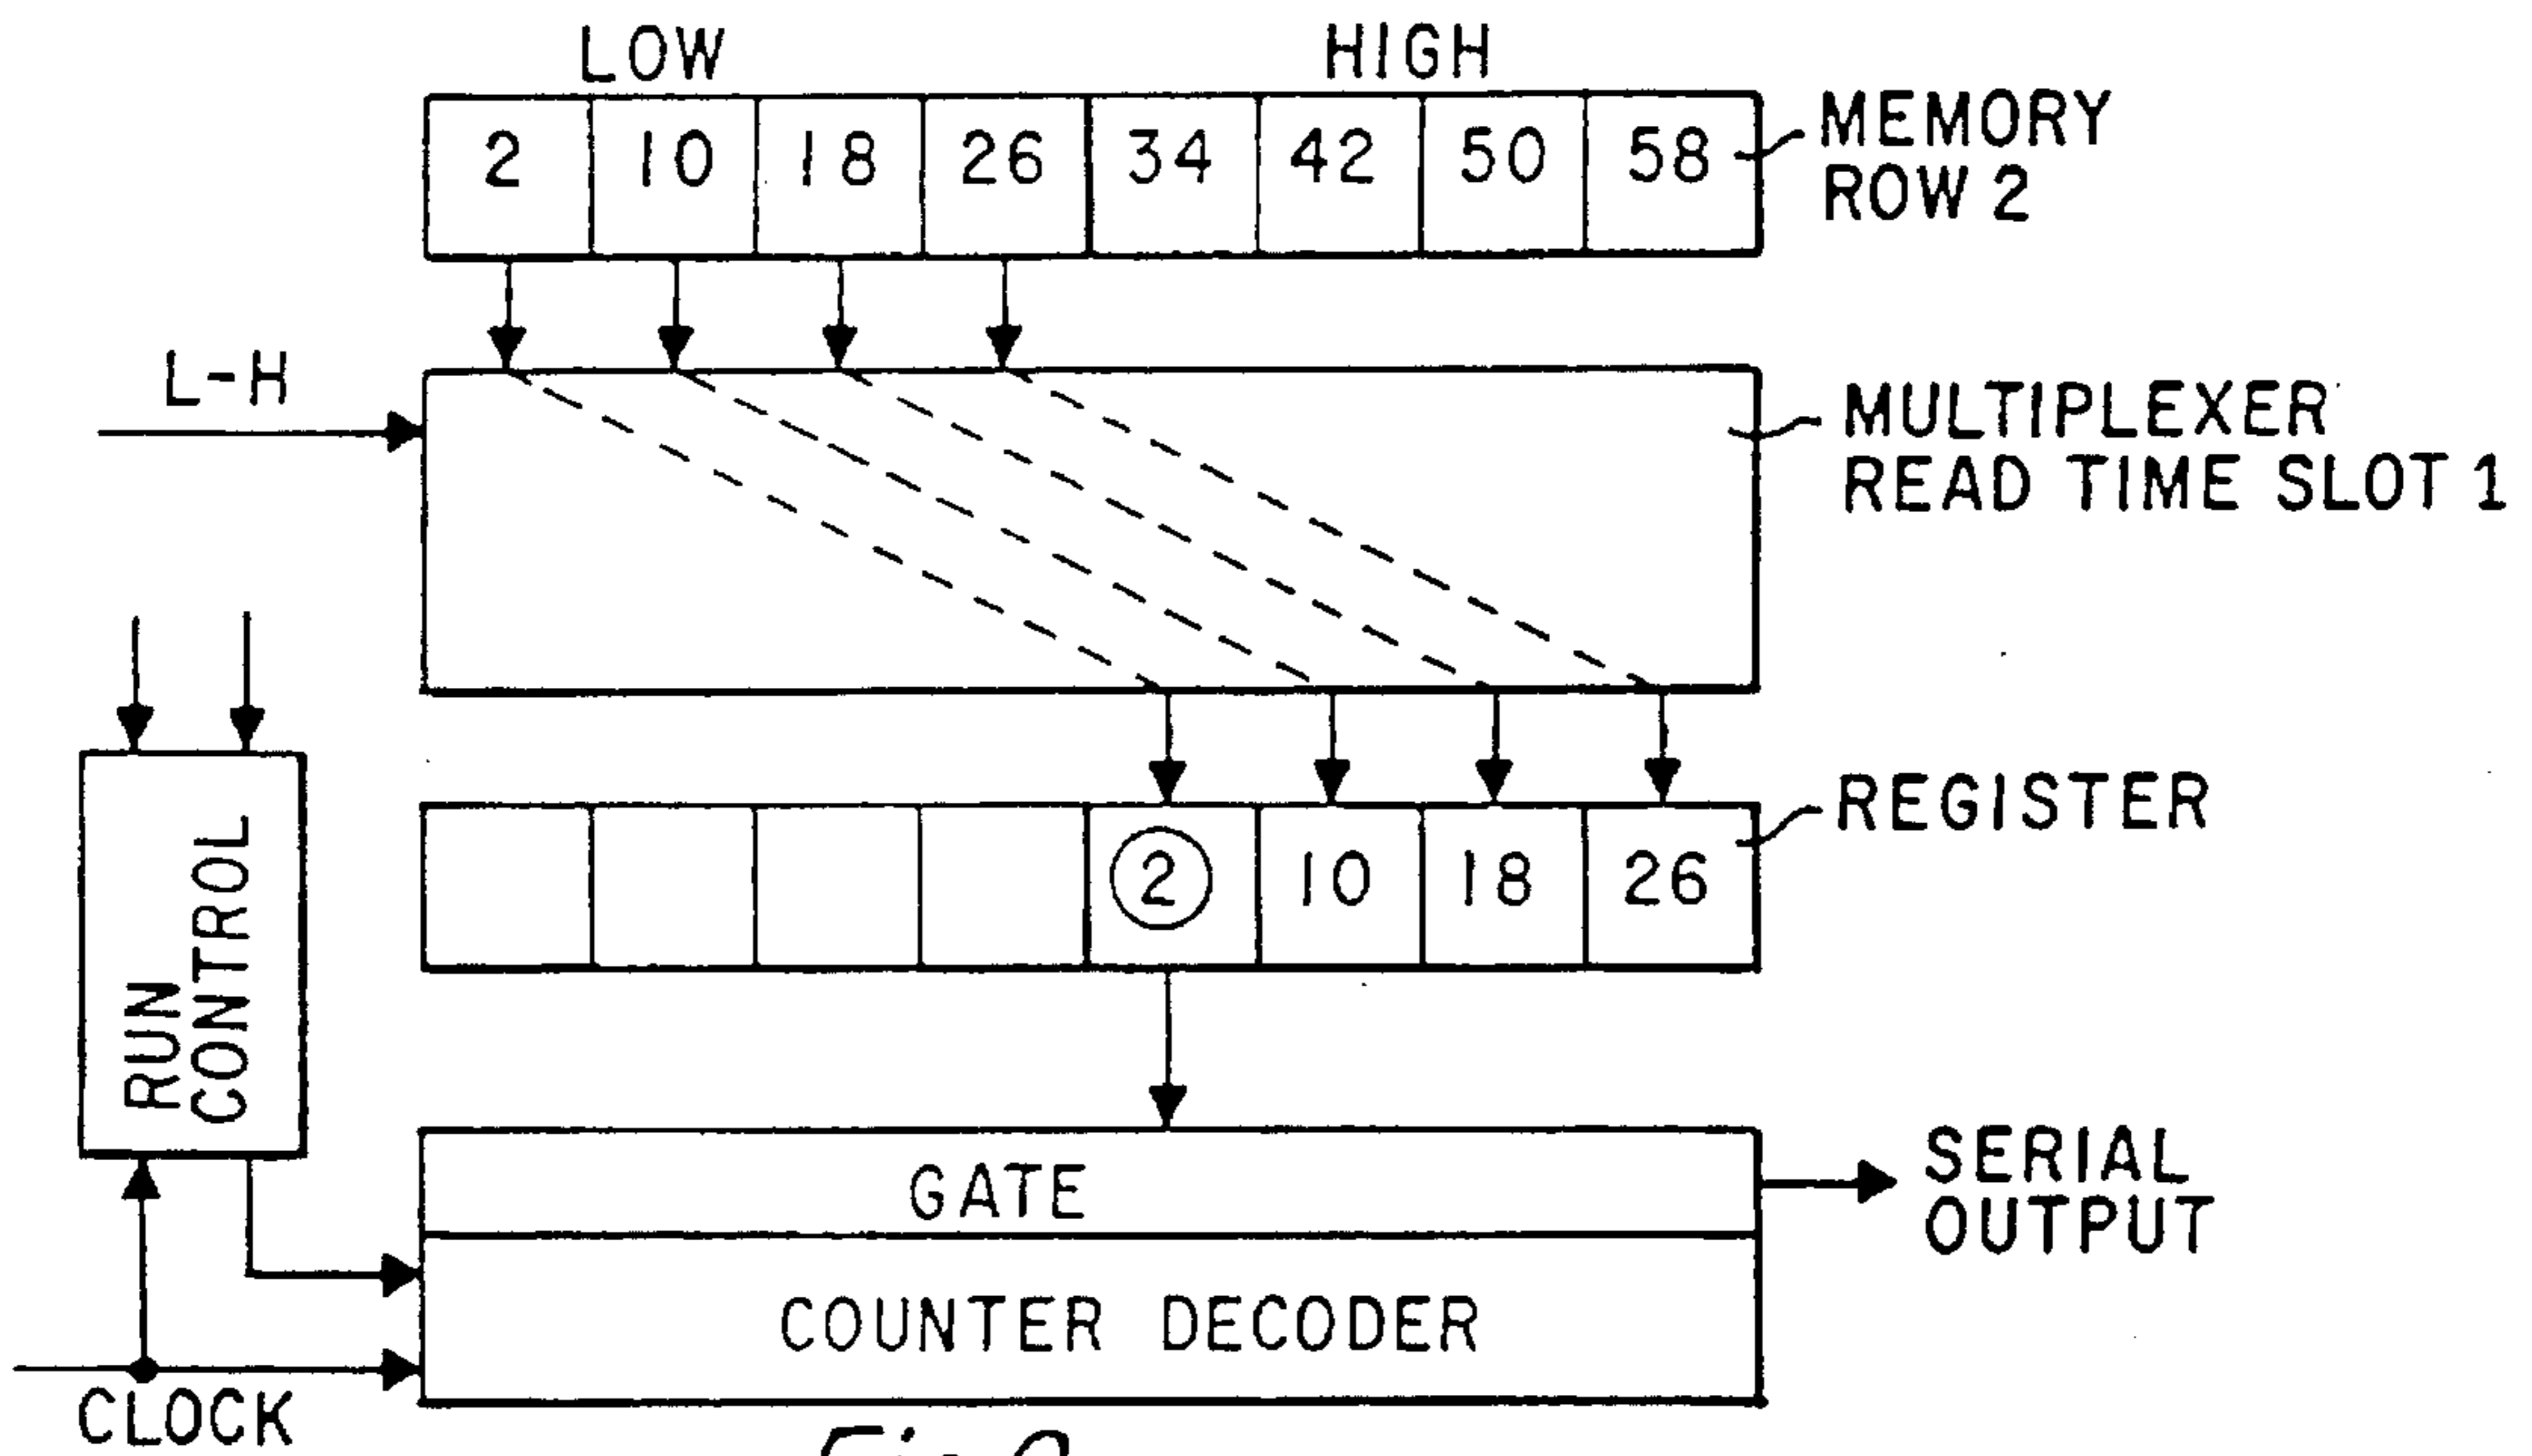 LOW HIGH
2 10 18 26 34 42 50 58
MEMORY
ROW 2
L-H
MULTIPLEXER
READ TIME SLOT 1
RUN
CONTROL
2 10 18 26
REGISTER
GATE
SERIAL
OUTPUT
COUNTER DECODER
CLOCK